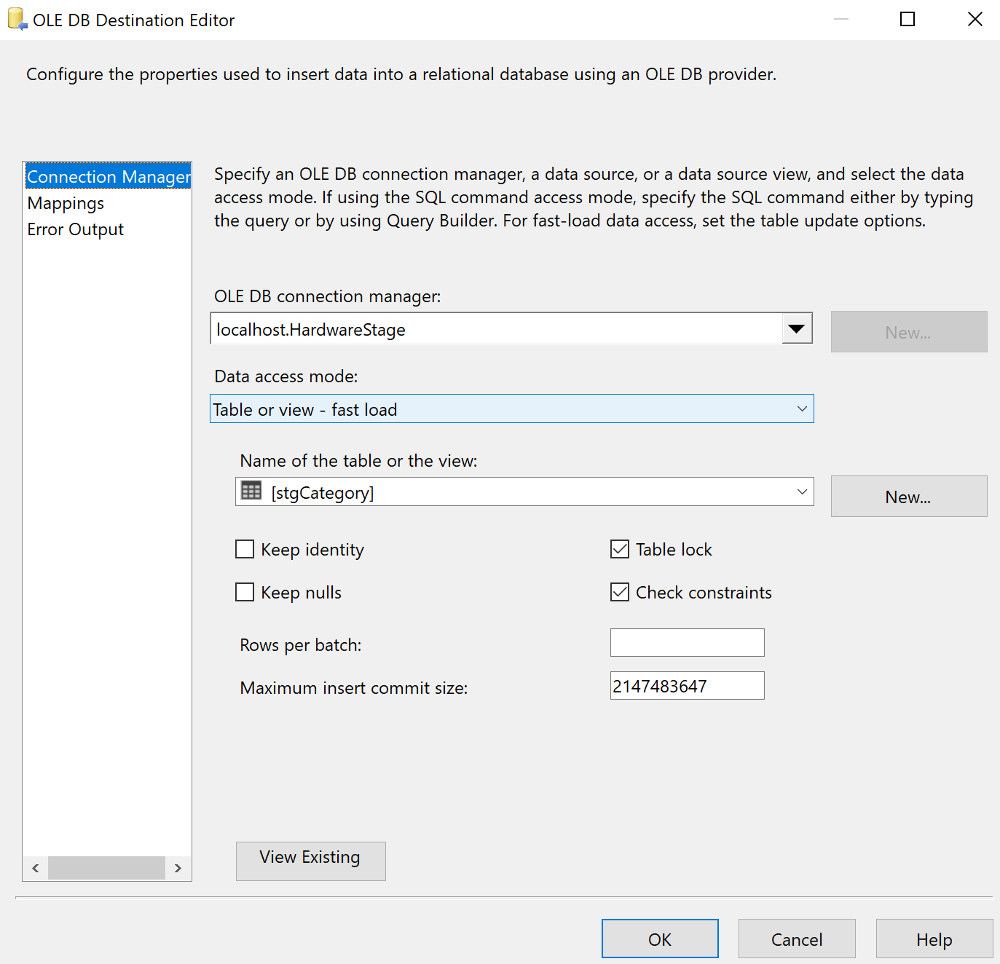 OLE DB Destination Editor
Configure the properties used to insert data into a relational database using an OLE DB provider.
Connection Manager
Mappings
Error Output
Specify an OLE DB connection manager, a data source, or a data source view, and select the data
access mode. If using the SQL command access mode, specify the SQL command either by typing
the query or by using Query Builder. For fast-load data access, set the table update options.
OLE DB connection manager:
localhost.HardwareStage
New...
Data access mode:
Table or view - fast load
Name of the table or the view:
[stgCategory]
New...
Keep identity
Table lock
Keep nulls
Check constraints
Rows per batch:
Maximum insert commit size:
2147483647
View Existing
OK
Cancel
Help